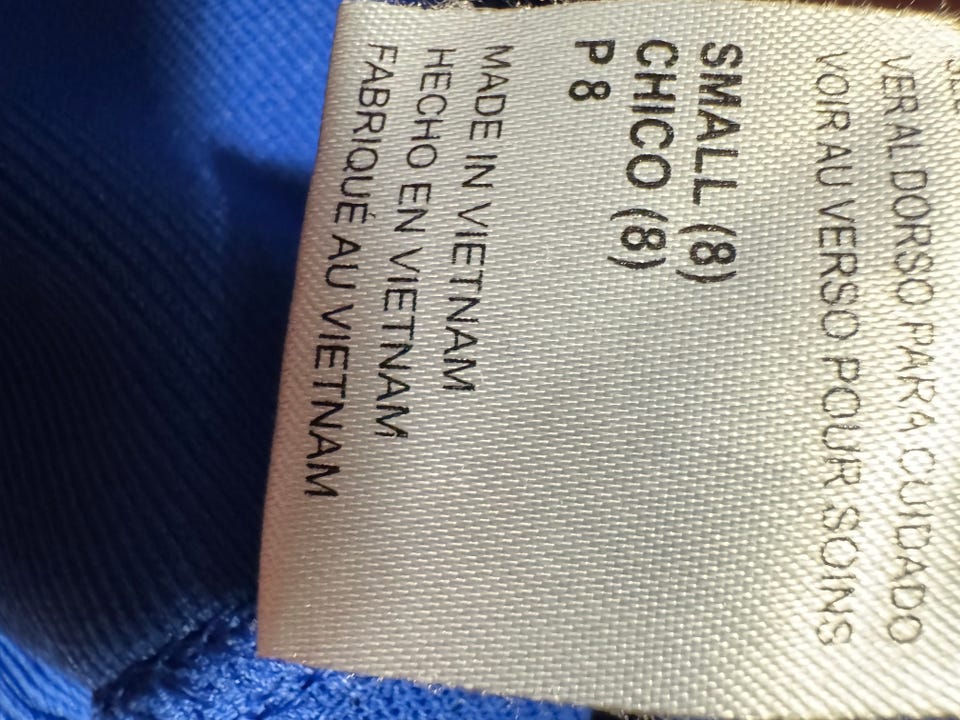 VER AL DORSO PARA CUIDADO
VOIR AU VERSO POUR SOINS
SMALL (8)
CHICO (8)
P 8
MADE IN VIETNAM
HECHO EN VIETNAM
FABRIQUÉ AU VIETNAM